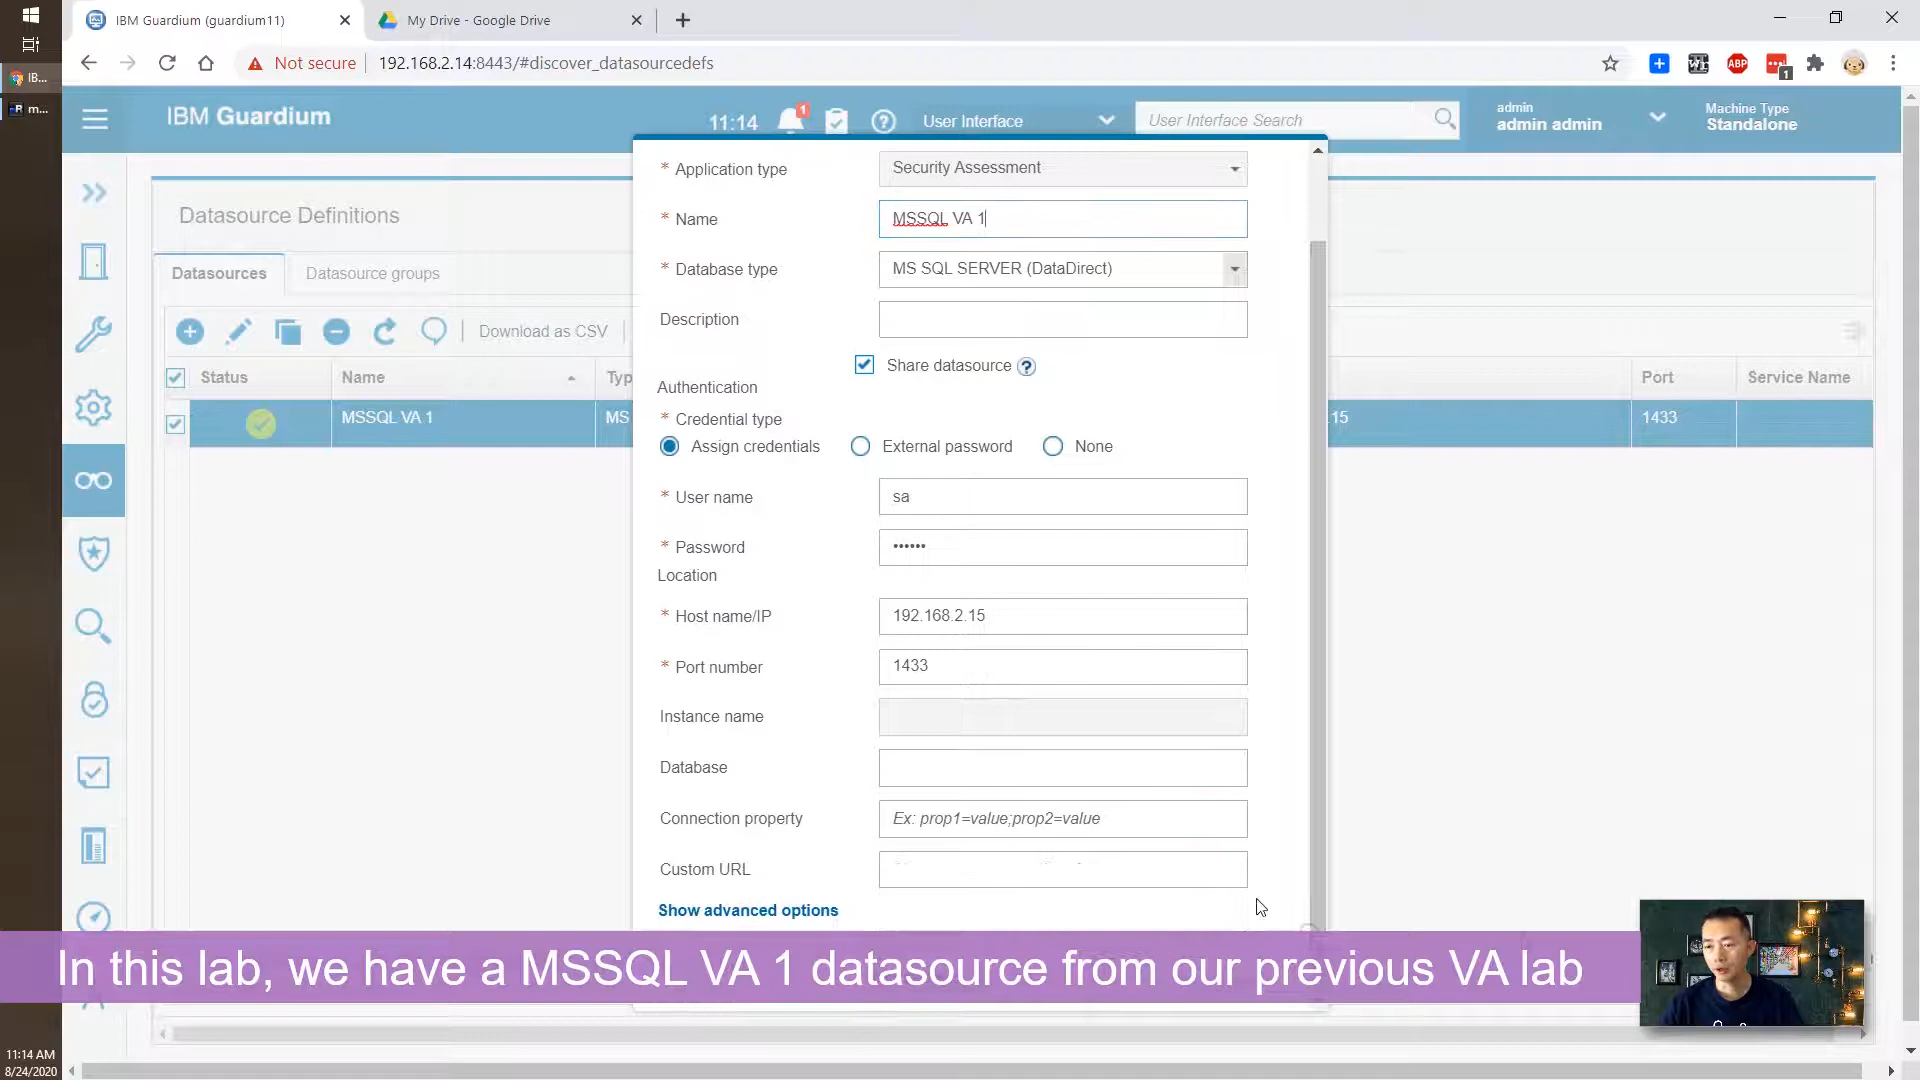 IBM Guardium (guardium11)
My Drive - Google Drive
IB...
m...
Not secure
192.168.2.14:8443/#discover_datasourcedefs
ABP
1
IBM Guardium
11:14
1
User Interface
User Interface Search
admin
admin admin
Machine Type
Standalone
Datasource Definitions
Datasources
Datasource groups
Download as CSV
Status
Name
Typ
Port
Service Name
MSSQL VA 1
MS
15
1433
* Application type
Security Assessment
* Name
MSSQL VA 1
* Database type
MS SQL SERVER (DataDirect)
Description
Share datasource
Authentication
* Credential type
Assign credentials
External password
None
* User name
sa
* Password
••••••
Location
* Host name/IP
192.168.2.15
* Port number
1433
Instance name
Database
Connection property
Ex: prop1=value;prop2=value
Custom URL
Show advanced options
In this lab, we have a MSSQL VA 1 datasource from our previous VA lab
11:14 AM
8/24/2020